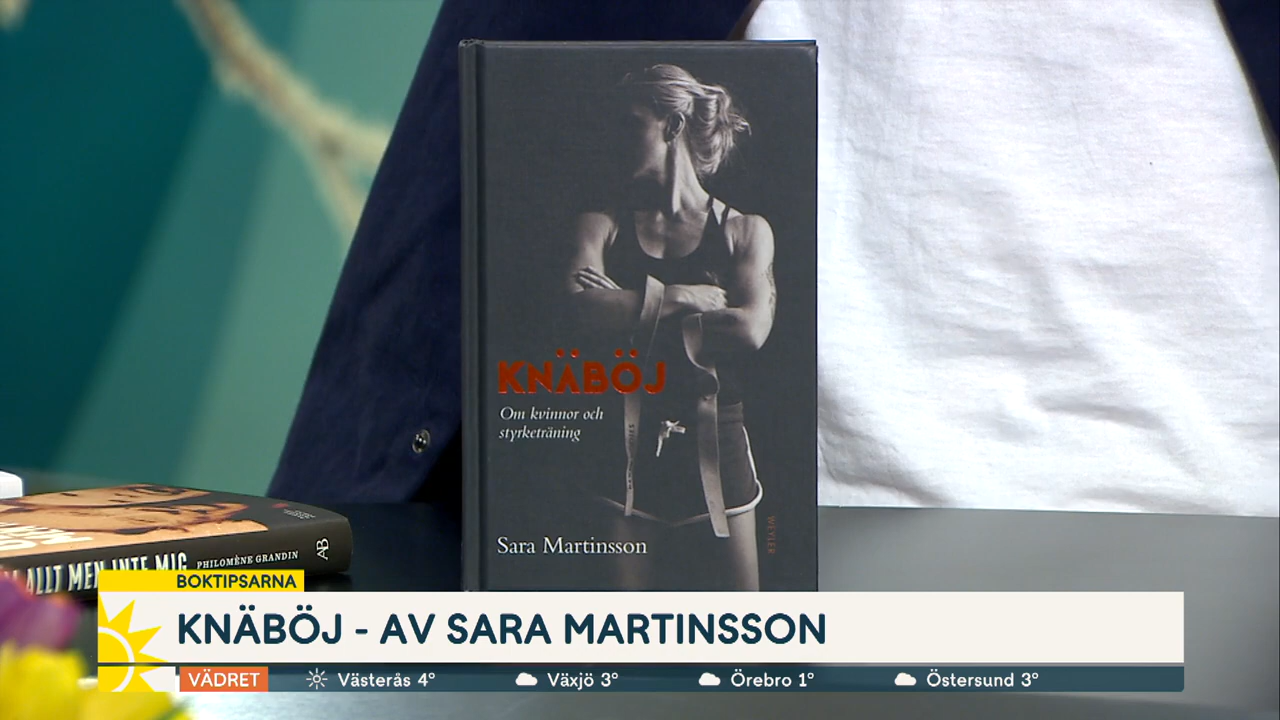 KNÄBÖJ
Om kvinnor och
styrketräning
Sara Martinsson
WEYLER
ALLT MEN INTE MIG
PHILOMÈNE GRANDIN
AB
BOKTIPSARNA
KNÄBÖJ - AV SARA MARTINSSON
VÄDRET Västerås 4° Växjö 3° Örebro 1° Östersund 3°